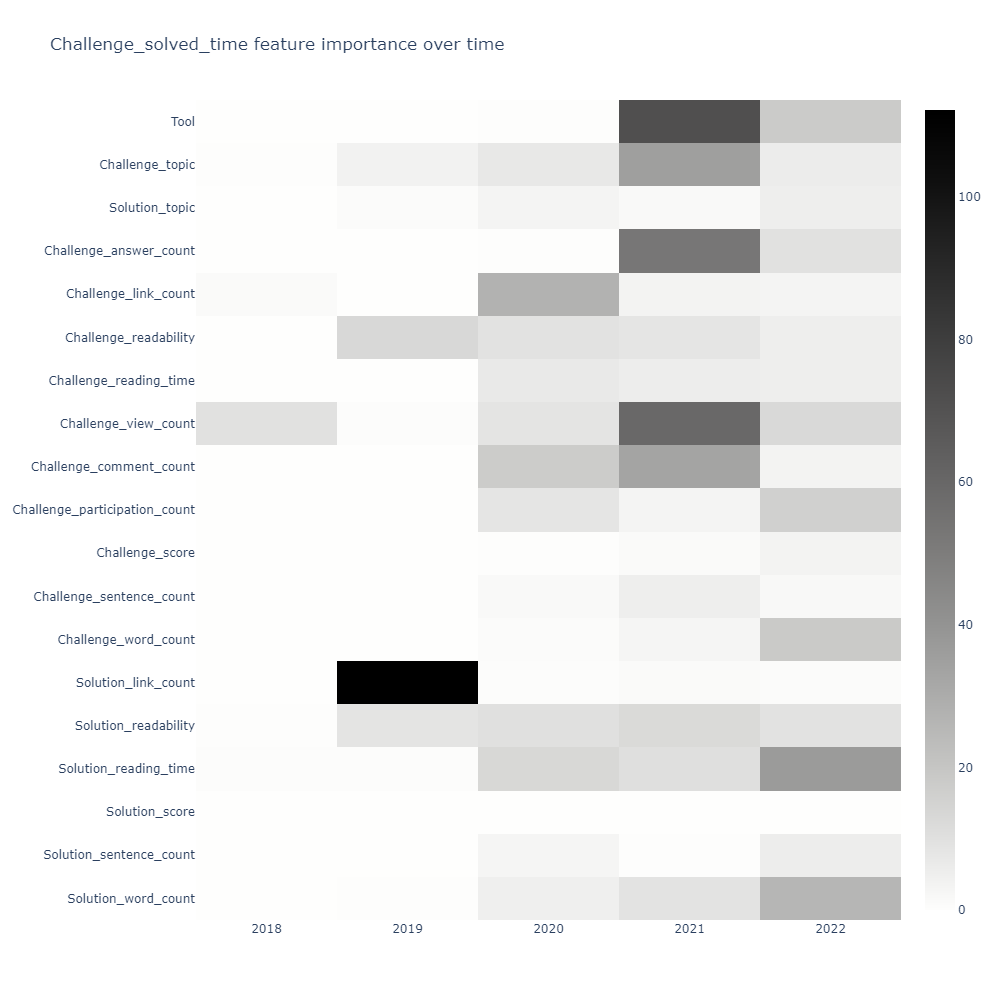 Challenge_solved_time feature importance over time
Tool
Challenge_topic
Solution_topic
Challenge_answer_count
Challenge_link_count
Challenge_readability
Challenge_reading_time
Challenge_view_count
Challenge_comment_count
Challenge_participation_count
Challenge_score
Challenge_sentence_count
Challenge_word_count
Solution_link_count
Solution_readability
Solution_reading_time
Solution_score
Solution_sentence_count
Solution_word_count
2018 2019 2020 2021 2022
100
80
60
40
20
0